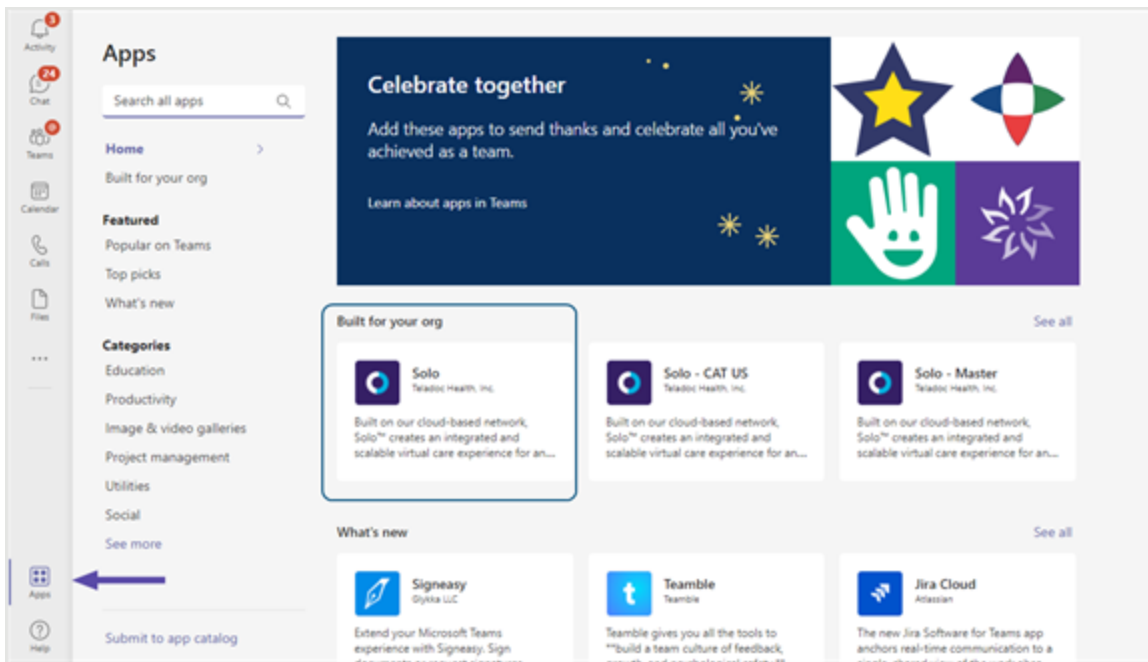 3
Activity
24
Chat
@
Teams
Calendar
Calls
Files
Apps
Help
Apps
Search all apps
Home
Built for your org
Featured
Popular on Teams
Top picks
What's new
Categories
Education
Productivity
Image & video galleries
Project management
Utilities
Social
See more
Submit to app catalog
Celebrate together
Add these apps to send thanks and celebrate all you've
achieved as a team.
Learn about apps in Teams
Built for your org
See all
Solo
Teladoc Health, Inc.
Built on our cloud-based network,
Solo™ creates an integrated and
scalable virtual care experience for an...
Solo - CAT US
Teladoc Health, Inc.
Built on our cloud-based network,
Solo™ creates an integrated and
scalable virtual care experience for an...
Solo - Master
Teladoc Health, Inc.
Built on our cloud-based network,
Solo™ creates an integrated and
scalable virtual care experience for an...
What's new
See all
Signeasy
Glykka LLC
Extend your Microsoft Teams
experience with Signeasy. Sign
t
Teamble
Teamble
Teamble gives you all the tools to
**build a team culture of feedback,
Jira Cloud
Atlassian
The new Jira Software for Teams app
anchors real-time communication to a